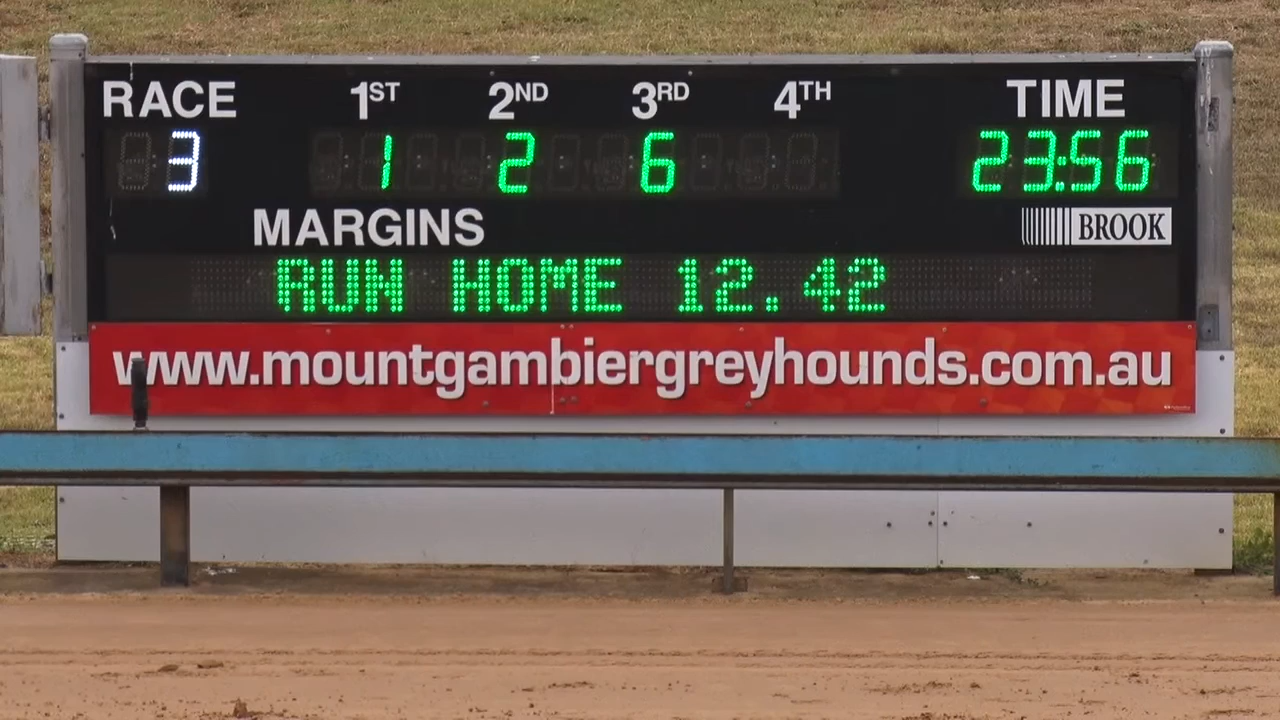 RACE 1ST 2ND 3RD 4TH TIME
3 1 2 6 23:56
MARGINS BROOK
RUN HOME 12.42
www.mountgambiergreyhounds.com.au